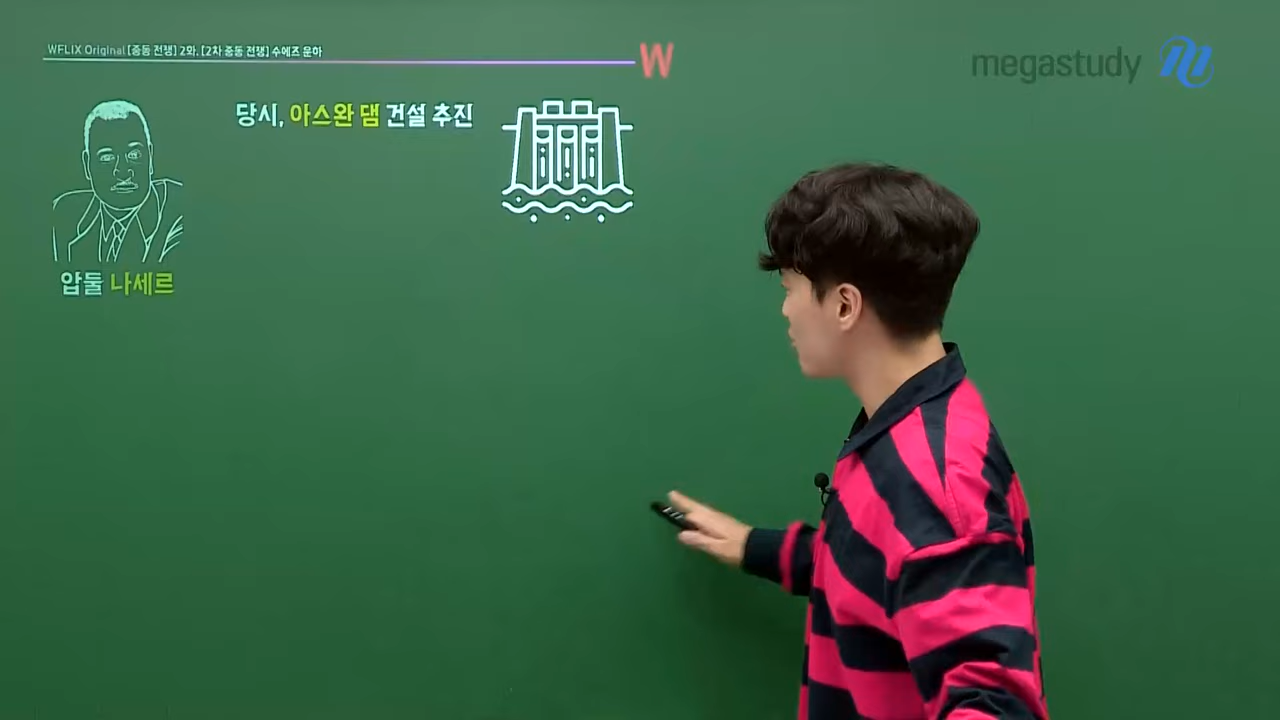 WFLIX Original [중동 전쟁] 2화. [2차 중동 전쟁] 수에즈 운하
W
megastudy
당시, 아스완 댐 건설 추진
압둘 나세르